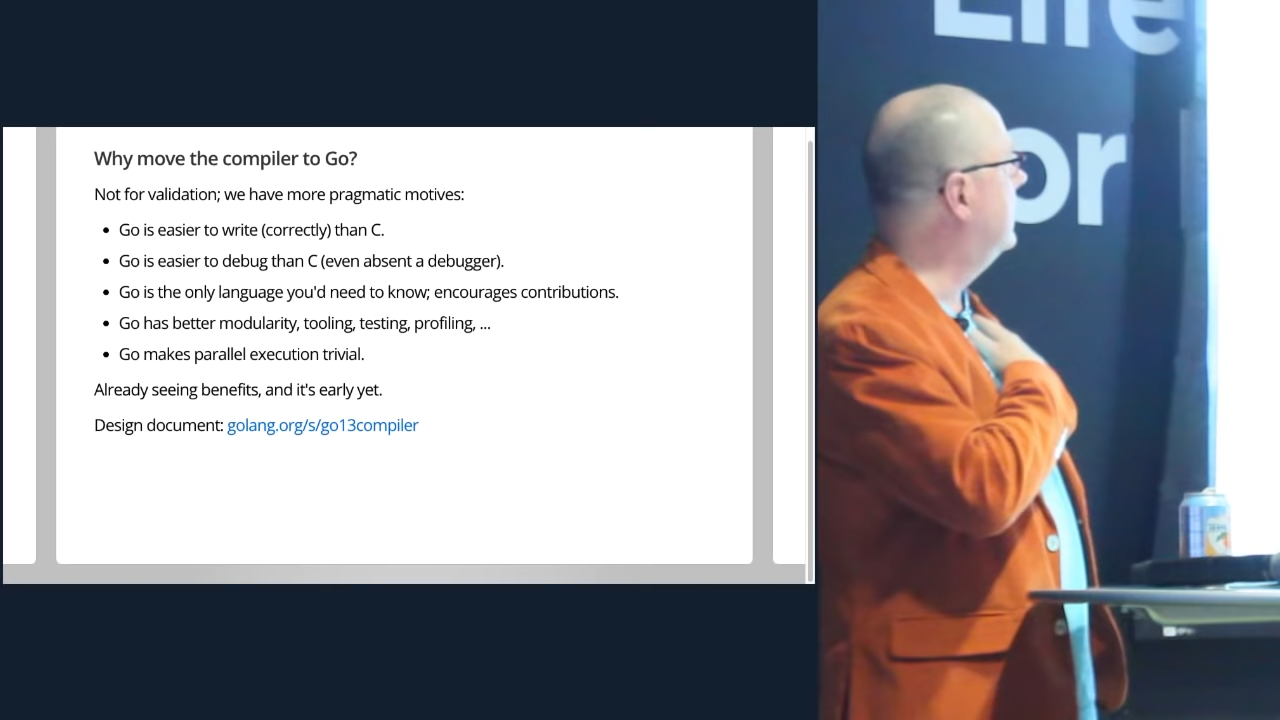 Why move the compiler to Go?
Not for validation; we have more pragmatic motives:
• Go is easier to write (correctly) than C.
• Go is easier to debug than C (even absent a debugger).
• Go is the only language you'd need to know; encourages contributions.
• Go has better modularity, tooling, testing, profiling, ...
• Go makes parallel execution trivial.
Already seeing benefits, and it's early yet.
Design document: golang.org/s/go13compiler
Life
or